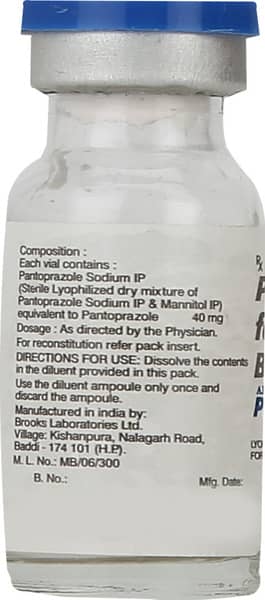 Composition :
Each vial contains :
Pantoprazole Sodium IP
(Sterile Lyophilized dry mixture of
Pantoprazole Sodium IP & Mannitol IP)
equivalent to Pantoprazole 40 mg
Dosage : As directed by the Physician.
For reconstitution refer pack insert.
DIRECTIONS FOR USE: Dissolve the contents
in the diluent provided in this pack.
Use the diluent ampoule only once and
discard the ampoule.
Manufactured in india by:
Brooks Laboratories Ltd.
Village: Kishanpura, Nalagarh Road,
Baddi - 174 101 (H.P.)
M. L. No.: MB/06/300
B. No.: Mfg. Date: